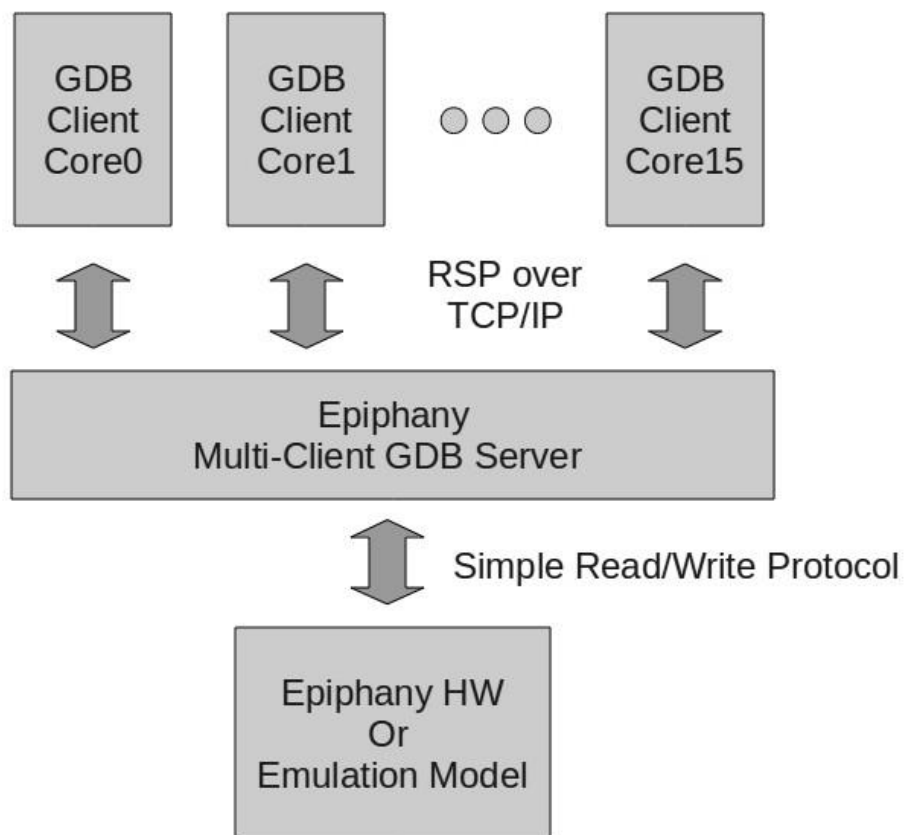 GDB
Client
Core0
GDB
Client
Core1
GDB
Client
Core15
RSP over
TCP/IP
Epiphany
Multi-Client GDB Server
Simple Read/Write Protocol
Epiphany HW
Or
Emulation Model